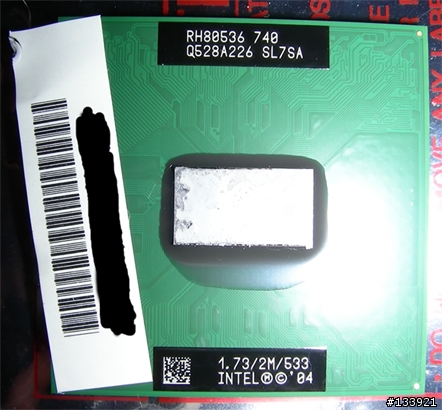 RH80536 740
Q528A226 SL7SA
1.73/2M/533
INTEL®©'04
#133921